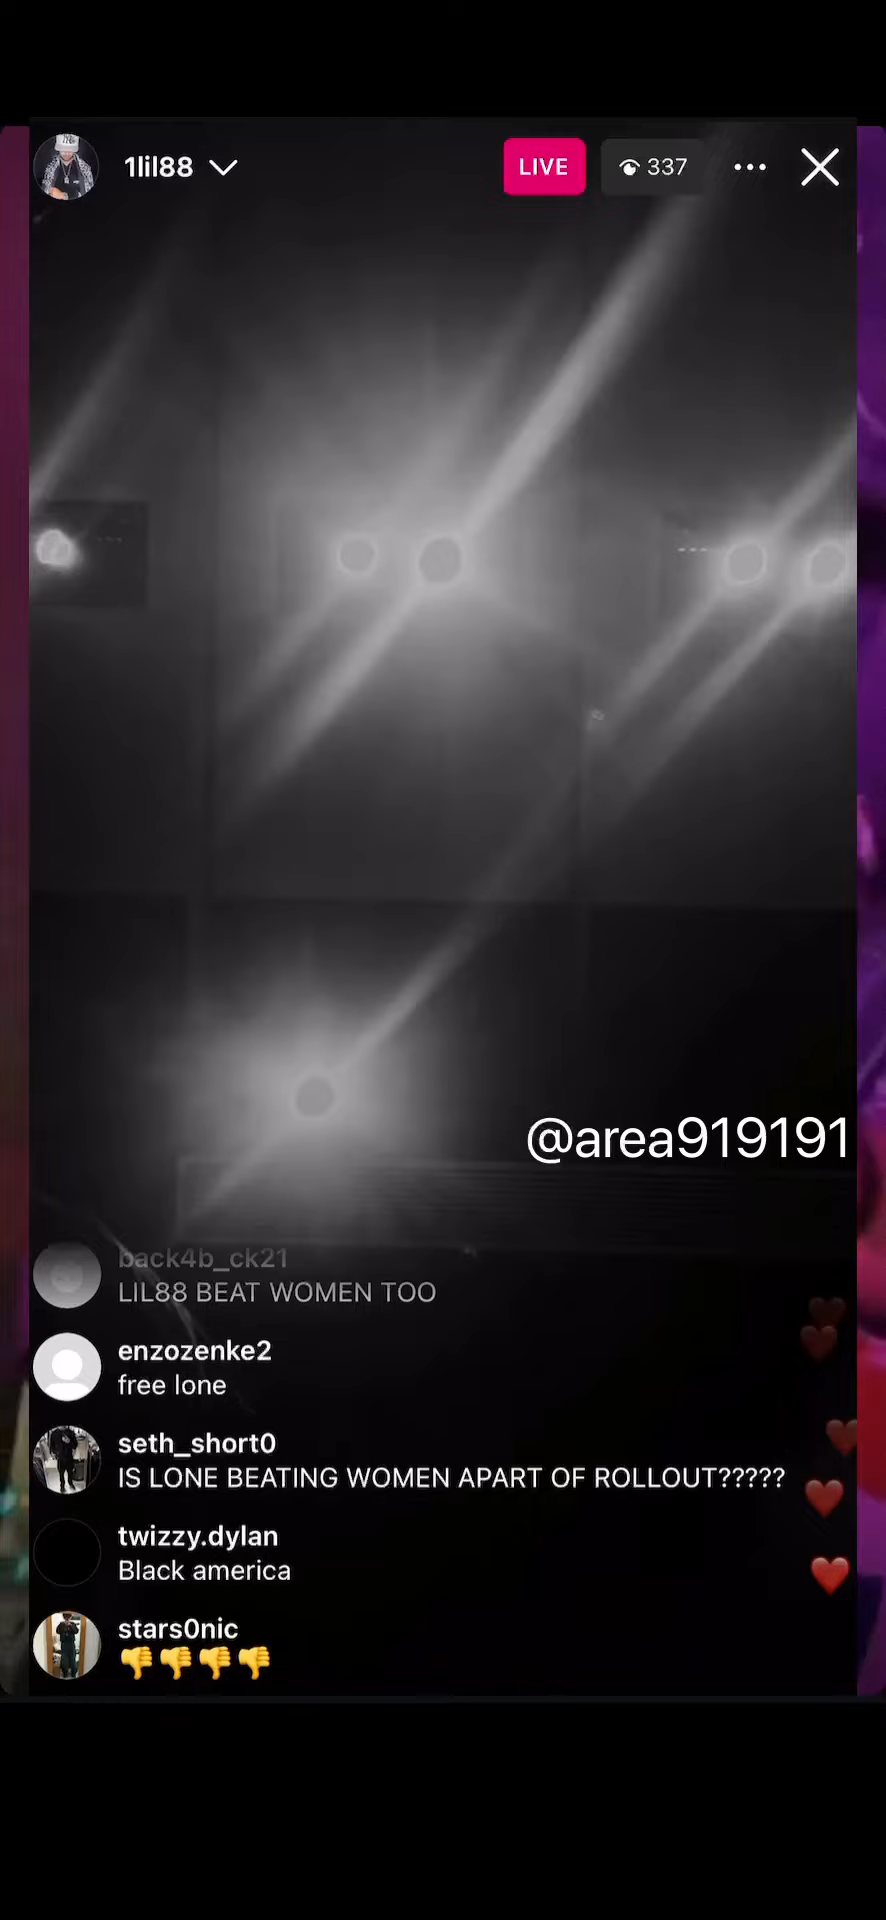 1lil88
LIVE
337
@area919191
back4b_ck21
LIL88 BEAT WOMEN TOO
enzozenke2
free lone
seth_short0
IS LONE BEATING WOMEN APART OF ROLLOUT?????
twizzy.dylan
Black america
stars0nic
👎👎👎👎